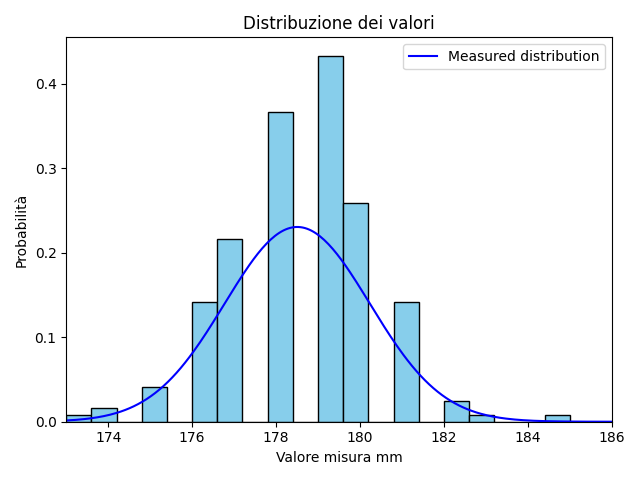 Distribuzione dei valori
Measured distribution
Probabilità
0.4
0.3
0.2
0.1
0.0
174 176 178 180 182 184 186
Valore misura mm